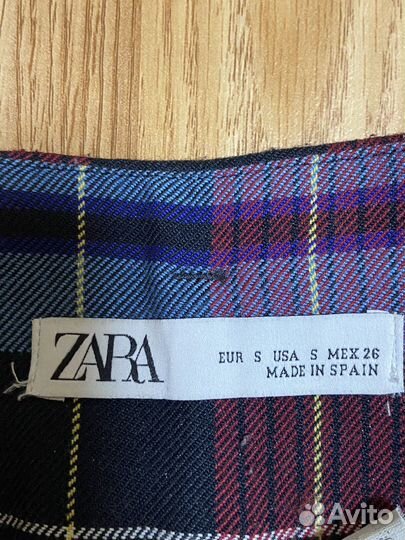 ZARA
EUR S USA S MEX 26
MADE IN SPAIN
Avito